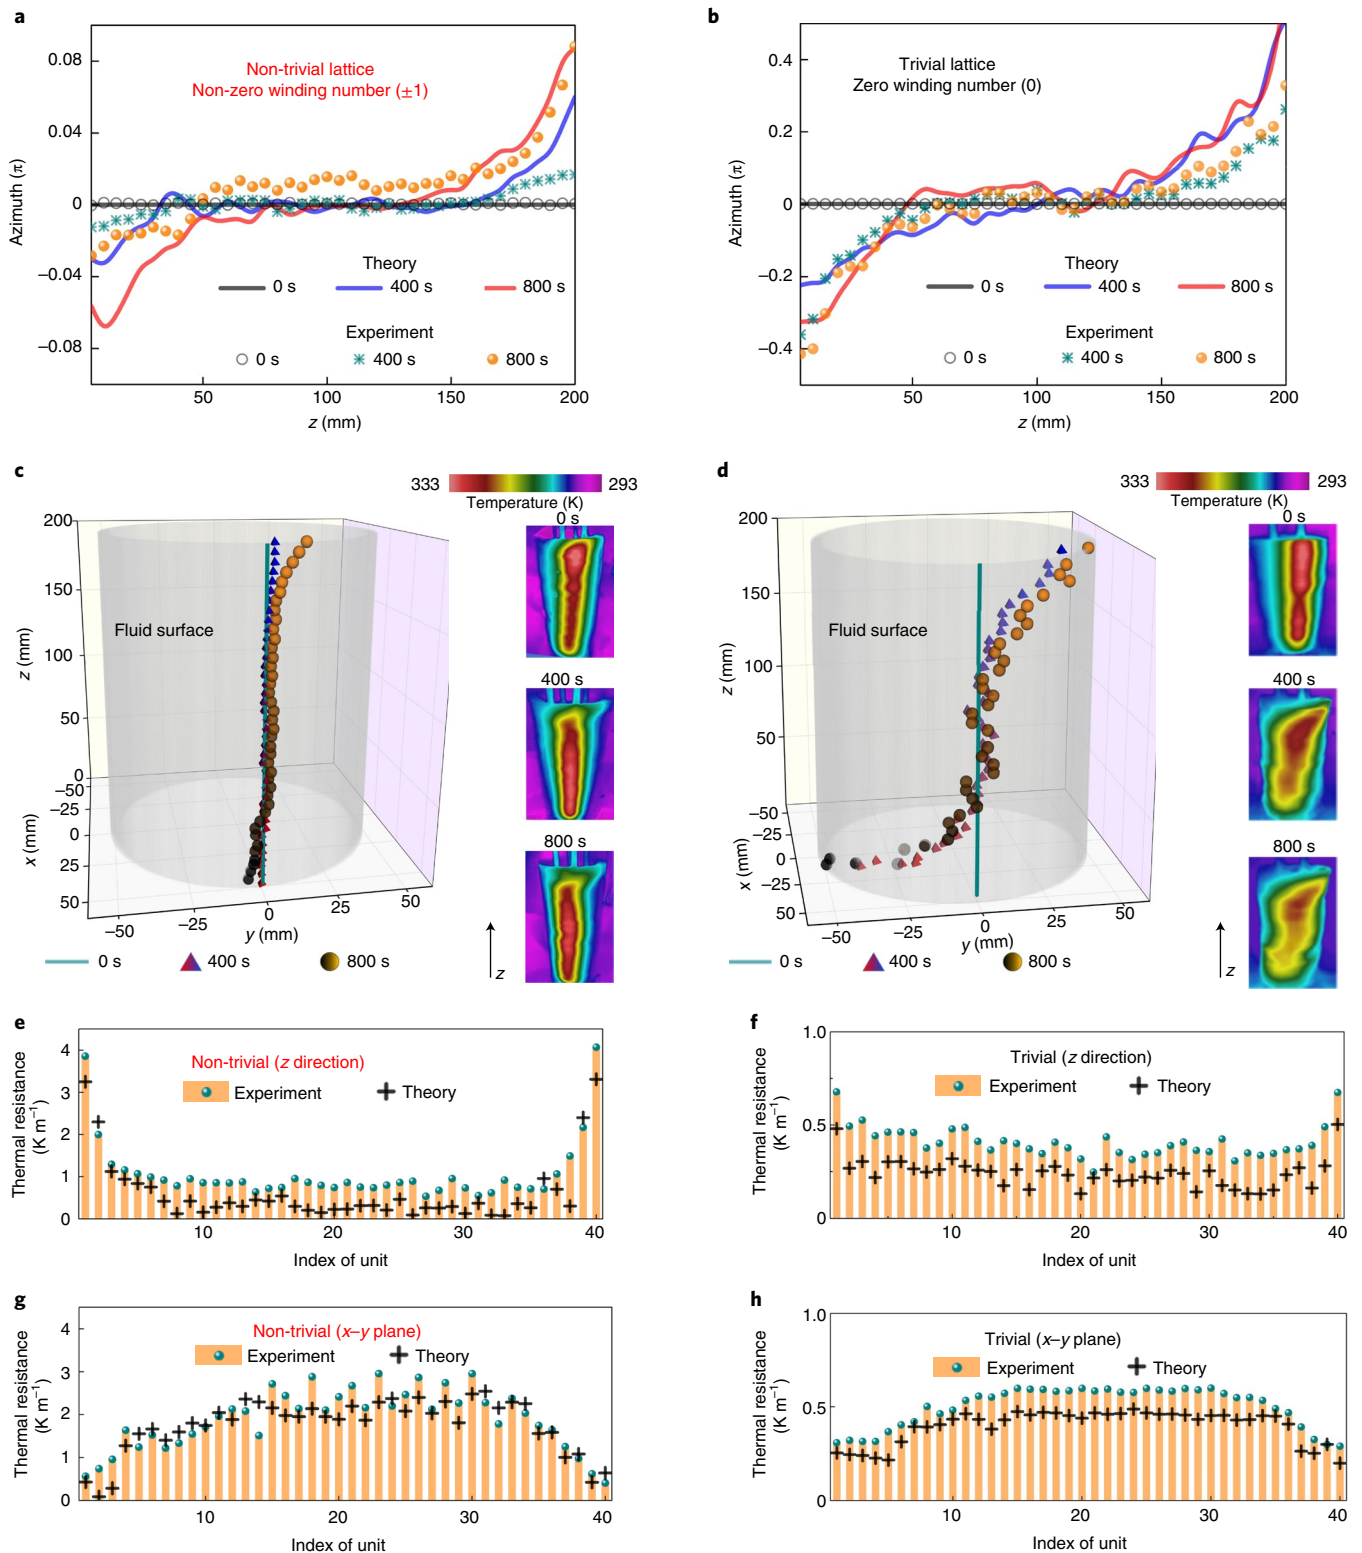 a
0.08
0.04
0
−0.04
−0.08
Azimuth (π)
Non-trivial lattice
Non-zero winding number (±1)
Theory
0 s
400 s
800 s
Experiment
0 s
400 s
800 s
50
100
150
200
z (mm)
b
0.4
0.2
0
−0.2
−0.4
Azimuth (π)
Trivial lattice
Zero winding number (0)
Theory
0 s
400 s
800 s
Experiment
0 s
400 s
800 s
50
100
150
200
z (mm)
c
333
293
Temperature (K)
0 s
400 s
800 s
z
200
150
100
50
0
z (mm)
Fluid surface
−50
−25
0
25
50
x (mm)
−50
−25
0
25
50
y (mm)
0 s
400 s
800 s
d
333
293
Temperature (K)
0 s
400 s
800 s
z
200
150
100
50
z (mm)
Fluid surface
−50
−25
0
−25
50
x (mm)
−50
−25
0
25
50
y (mm)
0 s
400 s
800 s
e
4
3
2
1
0
Thermal resistance
(K m⁻¹)
Non-trivial (z direction)
Experiment
Theory
10
20
30
40
Index of unit
f
1.0
0.5
0
Thermal resistance
(K m⁻¹)
Trivial (z direction)
Experiment
Theory
10
20
30
40
Index of unit
g
4
3
2
1
0
Thermal resistance
(K m⁻¹)
Non-trivial (x–y plane)
Experiment
Theory
10
20
30
40
Index of unit
h
1.0
0.5
0
Thermal resistance
(K m⁻¹)
Trivial (x–y plane)
Experiment
Theory
10
20
30
40
Index of unit